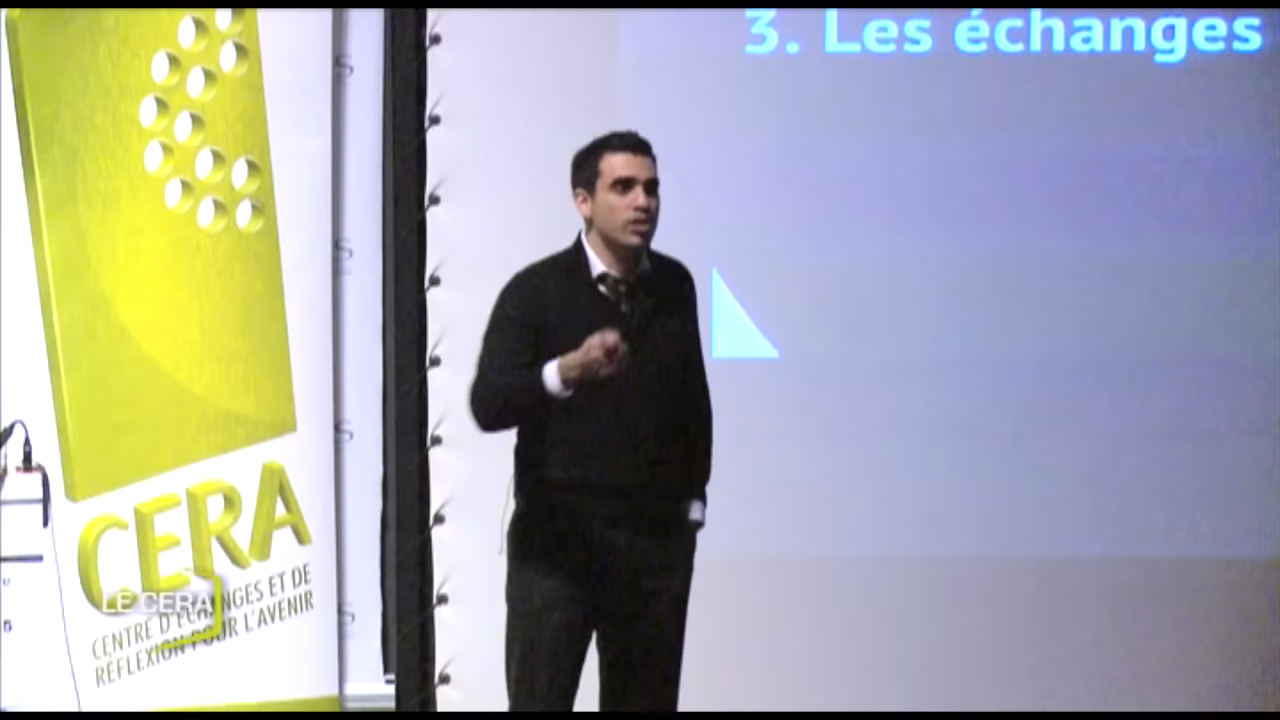 3. Les échanges
CERA
LE CERA
CENTRE D'ÉCHANGES ET DE
RÉFLEXION POUR L'AVENIR